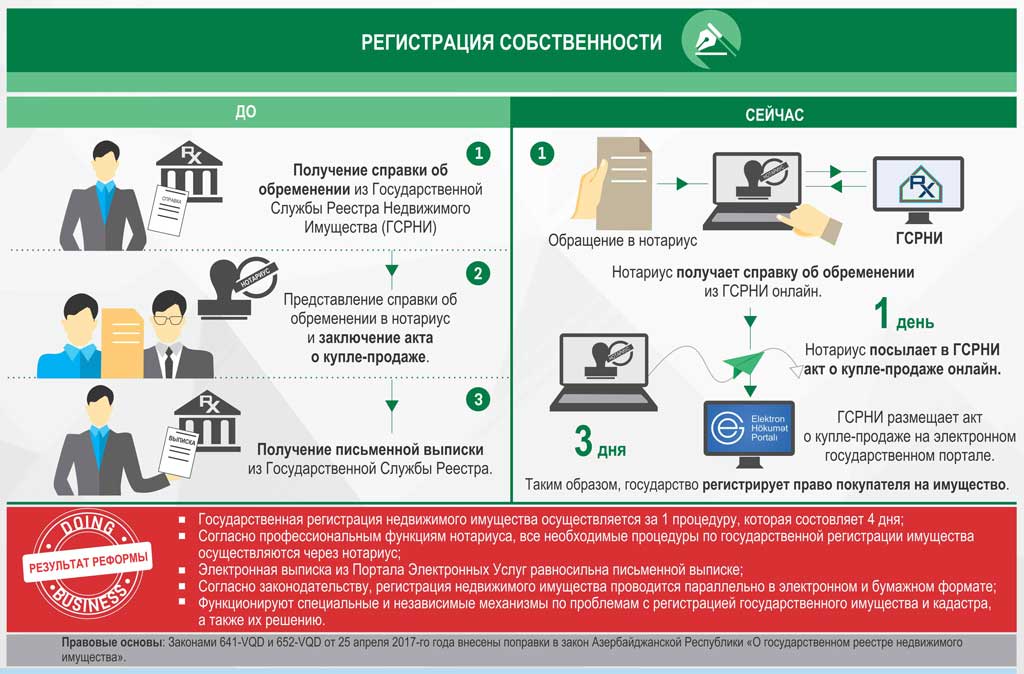 РЕГИСТРАЦИЯ СОБСТВЕННОСТИ
ДО
1
Получение справки об
обременении из Государственной
Службы Реестра Недвижимого
Имущества (ГСРНИ)
RX
СПРАВКА
2
НОТАРИУС
Представление справки об
обременении в нотариус
и заключение акта
о купле-продаже.
3
RX
ВЫПИСКА
Получение письменной выписки
из Государственной Службы Реестра.
СЕЙЧАС
1
НОТАРИУС
RX
Обращение в нотариус
ГСРНИ
Нотариус получает справку об обременении
из ГСРНИ онлайн.
1 день
НОТАРИУС
Нотариус посылает в ГСРНИ
акт о купле-продаже онлайн.
3 дня
Elektron
Hökumət
Portalı
ГСРНИ размещает акт
о купле-продаже на электронном
государственном портале.
Таким образом, государство регистрирует право покупателя на имущество.
DOING
РЕЗУЛЬТАТ РЕФОРМЫ
BUSINESS
Государственная регистрация недвижимого имущества осуществляется за 1 процедуру, которая состовляет 4 дня;
Согласно профессиональным функциям нотариуса, все необходимые процедуры по государственной регистрации имущества
осуществляются через нотариус;
Электронная выписка из Портала Электронных Услуг равносильна письменной выписке;
Согласно законодательству, регистрация недвижимого имущества проводится параллельно в электронном и бумажном формате;
Функционируют специальные и независимые механизмы по проблемам с регистрацией государственного имущества и кадастра,
а также их решению.
Правовые основы: Законами 641-VQD и 652-VQD от 25 апреля 2017-го года внесены поправки в закон Азербайджанской Республики «О государственном реестре недвижимого
имущества».